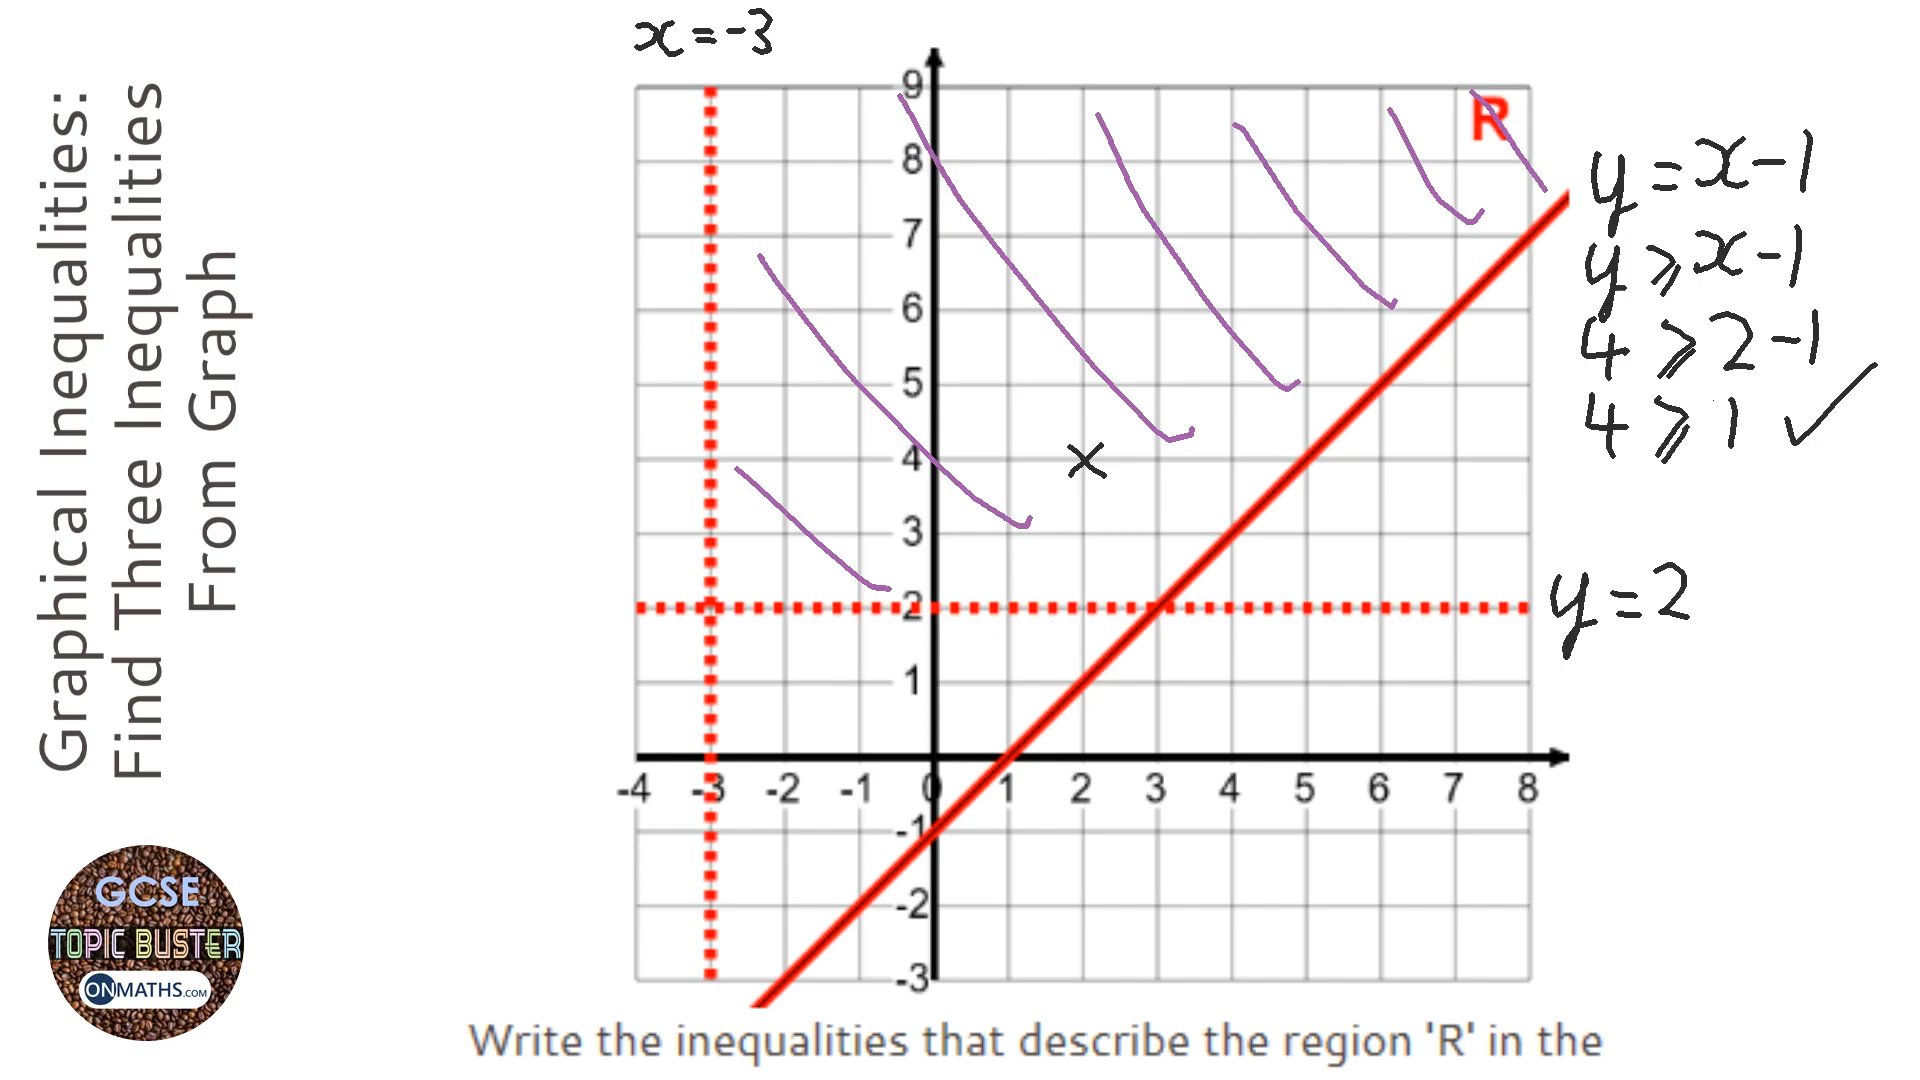 Graphical Inequalities:
Find Three Inequalities
From Graph
x=-3
9
8
7
6
5
4
3
2
1
-4 -3 -2 -1 0 1 2 3 4 5 6 7 8
-1
-2
-3
R
y=x-1
y⩾x-1
4⩾2-1
4⩾1 ✓
×
y=2
GCSE
TOPIC BUSTER
ONMATHS.COM
Write the inequalities that describe the region 'R' in the